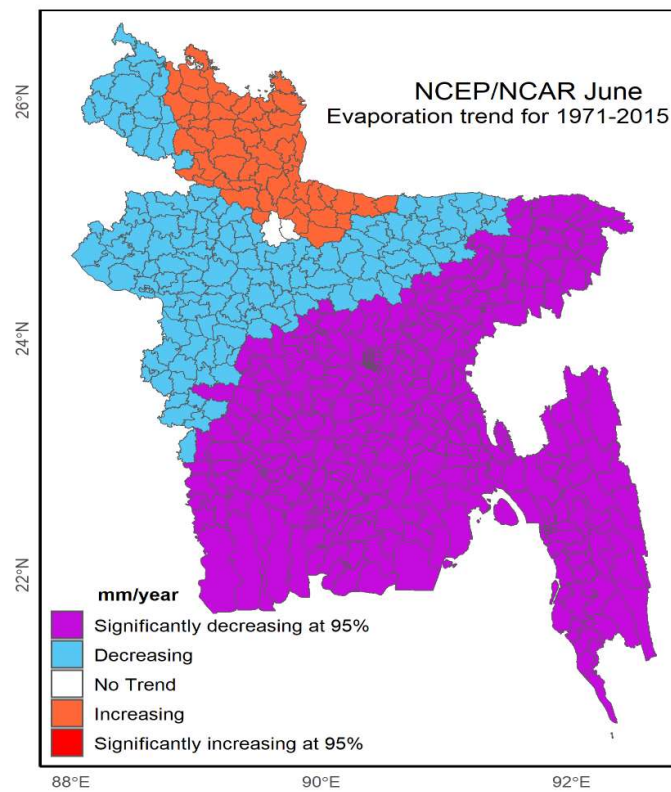 NCEP/NCAR June
Evaporation trend for 1971-2015
26°N
24°N
22°N
mm/year
Significantly decreasing at 95%
Decreasing
No Trend
Increasing
Significantly increasing at 95%
88°E
90°E
92°E